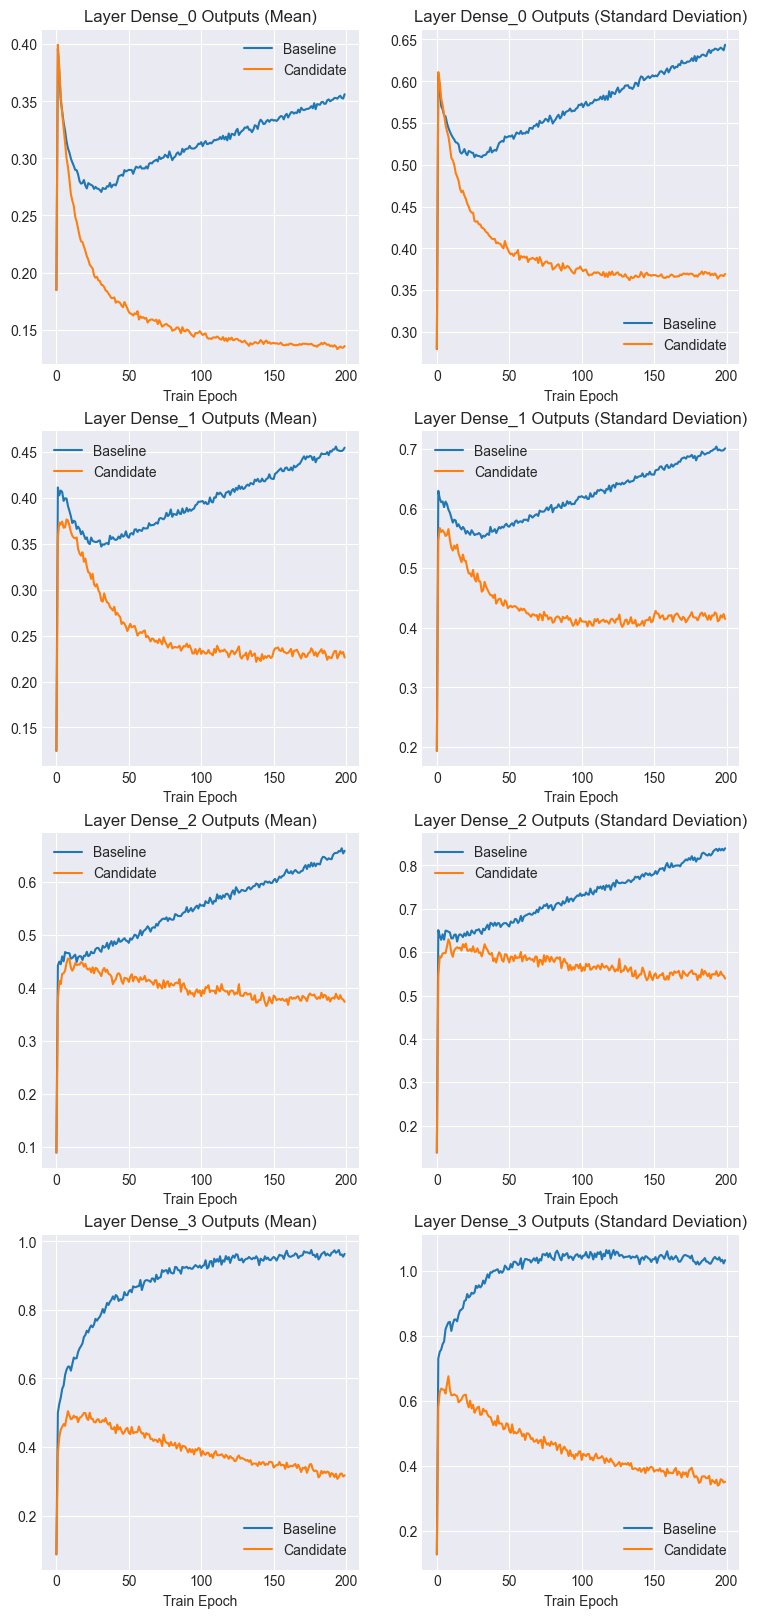 Layer Dense_0 Outputs (Mean)
0.40
0.35
0.30
0.25
0.20
0.15
Baseline
Candidate
0
50
100
150
200
Train Epoch
Layer Dense_0 Outputs (Standard Deviation)
0.65
0.60
0.55
0.50
0.45
0.40
0.35
0.30
Baseline
Candidate
0
50
100
150
200
Train Epoch
Layer Dense_1 Outputs (Mean)
0.45
0.40
0.35
0.30
0.25
0.20
0.15
Baseline
Candidate
0
50
100
150
200
Train Epoch
Layer Dense_1 Outputs (Standard Deviation)
0.7
0.6
0.5
0.4
0.3
0.2
Baseline
Candidate
0
50
100
150
200
Train Epoch
Layer Dense_2 Outputs (Mean)
0.6
0.5
0.4
0.3
0.2
0.1
Baseline
Candidate
0
50
100
150
200
Train Epoch
Layer Dense_2 Outputs (Standard Deviation)
0.8
0.7
0.6
0.5
0.4
0.3
0.2
Baseline
Candidate
0
50
100
150
200
Train Epoch
Layer Dense_3 Outputs (Mean)
1.0
0.8
0.6
0.4
0.2
Baseline
Candidate
0
50
100
150
200
Train Epoch
Layer Dense_3 Outputs (Standard Deviation)
1.0
0.8
0.6
0.4
0.2
Baseline
Candidate
0
50
100
150
200
Train Epoch